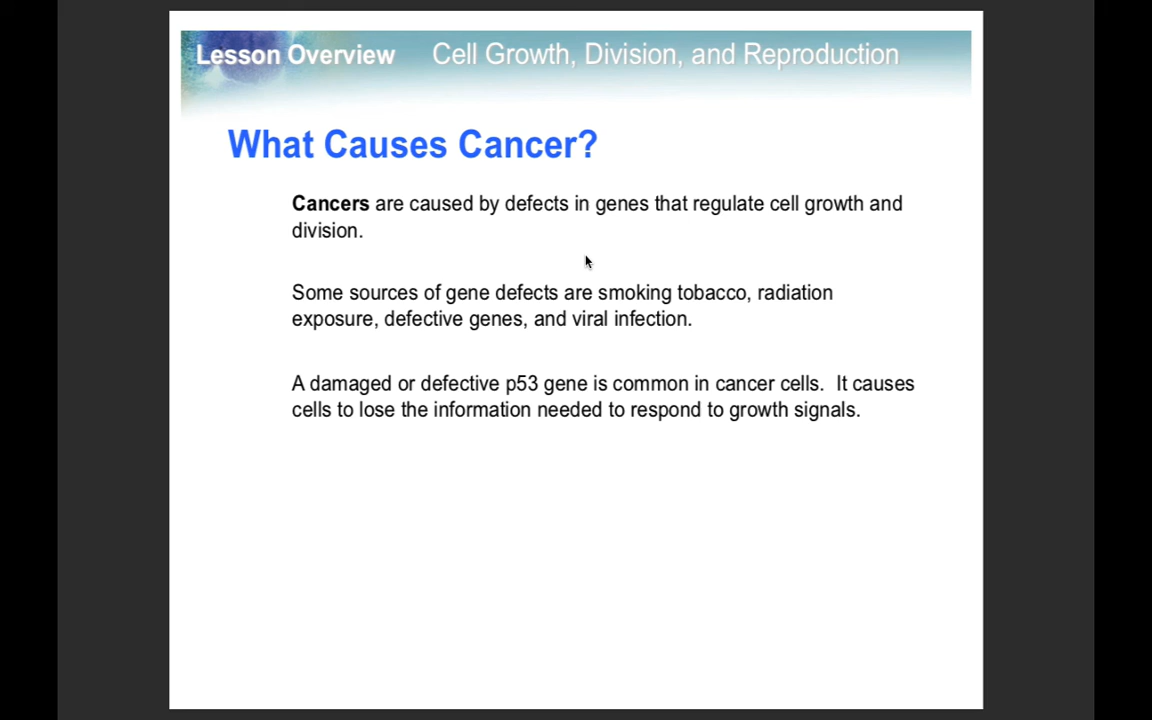 Lesson Overview Cell Growth, Division, and Reproduction
What Causes Cancer?
Cancers are caused by defects in genes that regulate cell growth and
division.
Some sources of gene defects are smoking tobacco, radiation
exposure, defective genes, and viral infection.
A damaged or defective p53 gene is common in cancer cells.  It causes
cells to lose the information needed to respond to growth signals.